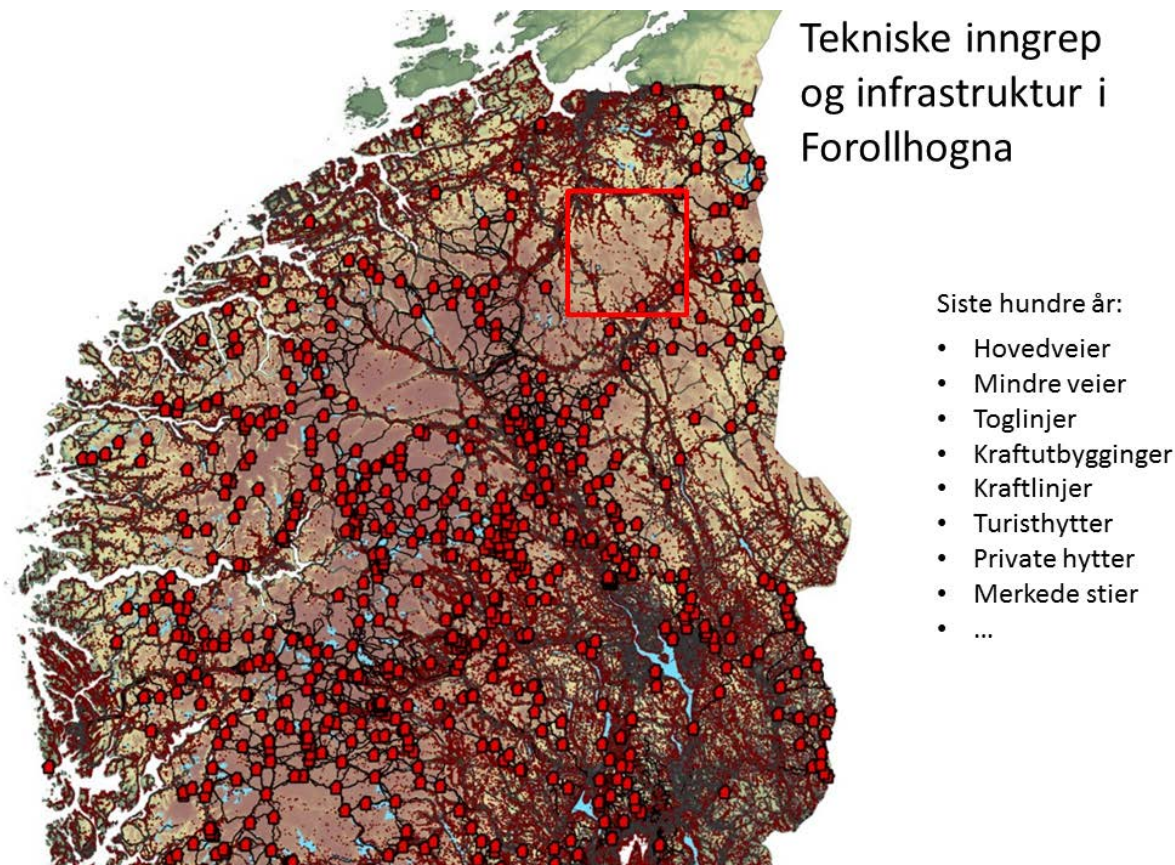 Tekniske inngrep
og infrastruktur i
Forollhogna
Siste hundre år:
• Hovedveier
• Mindre veier
• Toglinjer
• Kraftutbygginger
• Kraftlinjer
• Turisthytter
• Private hytter
• Merkede stier
• ...